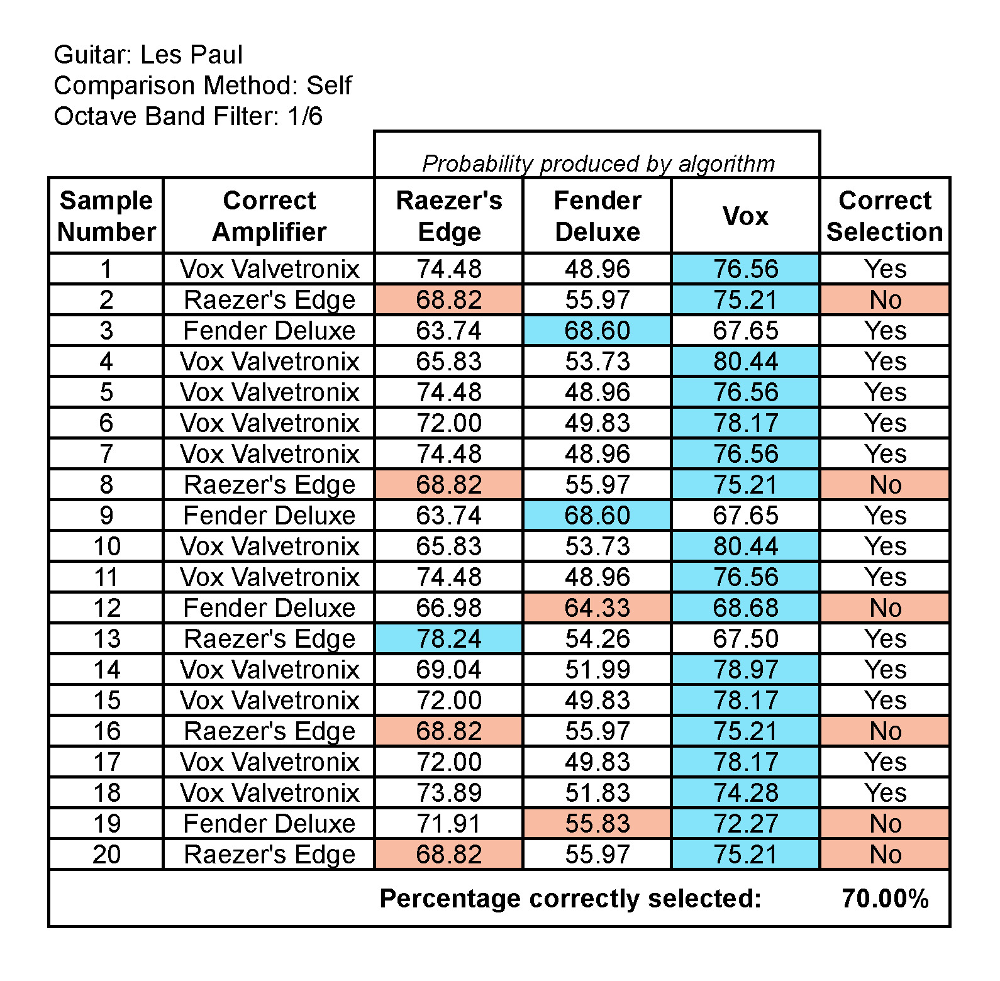 Guitar: Les Paul
Comparison Method: Self
Octave Band Filter: 1/6
Probability produced by algorithm
Sample Number Correct Amplifier Raezer's Edge Fender Deluxe Vox Correct Selection
1 Vox Valvetronix 74.48 48.96 76.56 Yes
2 Raezer's Edge 68.82 55.97 75.21 No
3 Fender Deluxe 63.74 68.60 67.65 Yes
4 Vox Valvetronix 65.83 53.73 80.44 Yes
5 Vox Valvetronix 74.48 48.96 76.56 Yes
6 Vox Valvetronix 72.00 49.83 78.17 Yes
7 Vox Valvetronix 74.48 48.96 76.56 Yes
8 Raezer's Edge 68.82 55.97 75.21 No
9 Fender Deluxe 63.74 68.60 67.65 Yes
10 Vox Valvetronix 65.83 53.73 80.44 Yes
11 Vox Valvetronix 74.48 48.96 76.56 Yes
12 Fender Deluxe 66.98 64.33 68.68 No
13 Raezer's Edge 78.24 54.26 67.50 Yes
14 Vox Valvetronix 69.04 51.99 78.97 Yes
15 Vox Valvetronix 72.00 49.83 78.17 Yes
16 Raezer's Edge 68.82 55.97 75.21 No
17 Vox Valvetronix 72.00 49.83 78.17 Yes
18 Vox Valvetronix 73.89 51.83 74.28 Yes
19 Fender Deluxe 71.91 55.83 72.27 No
20 Raezer's Edge 68.82 55.97 75.21 No
Percentage correctly selected: 70.00%